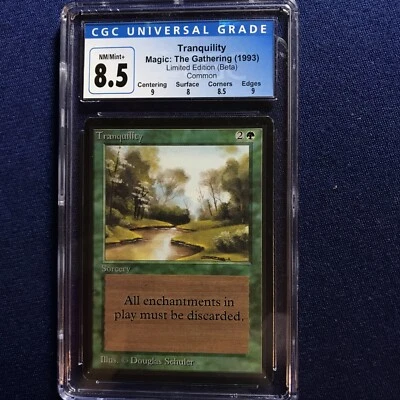 CGC UNIVERSAL GRADE
NM/Mint+
8.5
Tranquility
Magic: The Gathering (1993)
Limited Edition (Beta)
Common
Centering Surface Corners Edges
9 8 8.5 9
Tranquility 2
Sorcery
All enchantments in
play must be discarded.
Illus. © Douglas Schuler